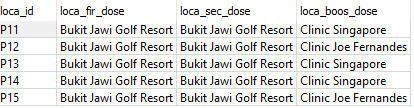 loca_id loca_fir_dose loca_sec_dose loca_boos_dose
P11 Bukit Jawi Golf Resort Bukit Jawi Golf Resort Clinic Singapore
P12 Bukit Jawi Golf Resort Bukit Jawi Golf Resort Clinic Joe Fernandes
P13 Bukit Jawi Golf Resort Bukit Jawi Golf Resort Clinic Singapore
P14 Bukit Jawi Golf Resort Bukit Jawi Golf Resort Clinic Singapore
P15 Bukit Jawi Golf Resort Bukit Jawi Golf Resort Clinic Joe Fernandes